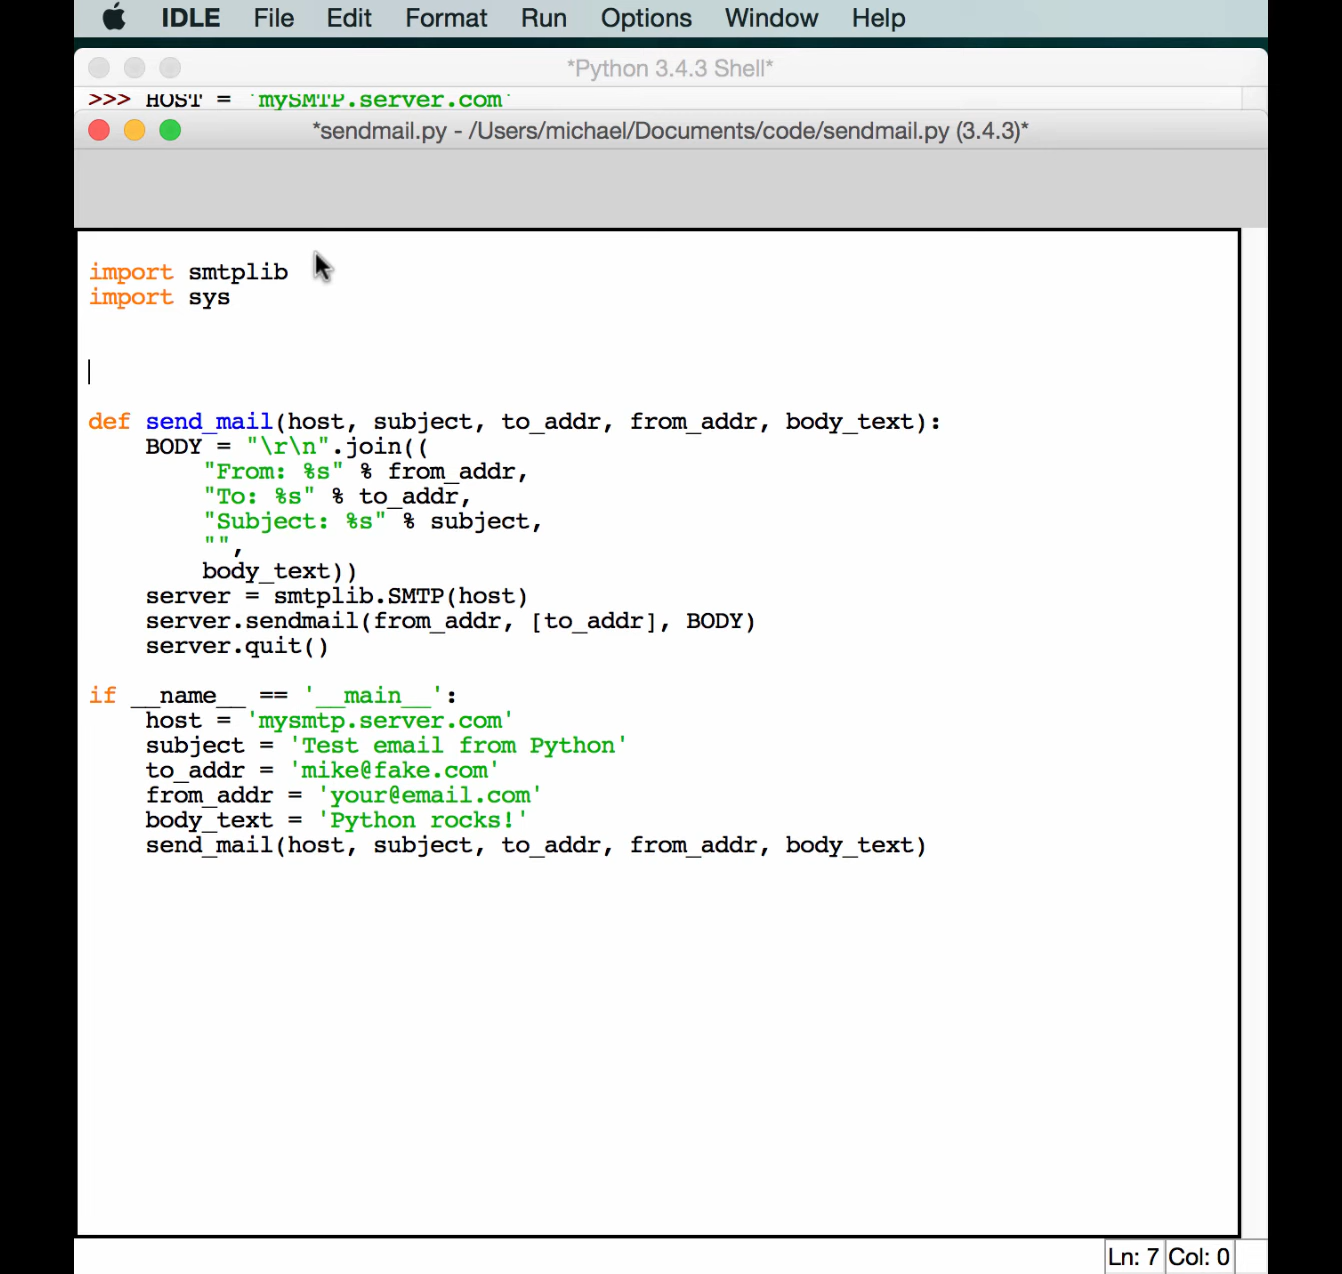 IDLE File Edit Format Run Options Window Help
*Python 3.4.3 Shell*
>>> HOST = 'mySMTP.server.com'
*sendmail.py - /Users/michael/Documents/code/sendmail.py (3.4.3)*
import smtplib
import sys
def send_mail(host, subject, to_addr, from_addr, body_text):
    BODY = "\r\n".join((
        "From: %s" % from_addr,
        "To: %s" % to_addr,
        "Subject: %s" % subject,
        "",
        body_text))
    server = smtplib.SMTP(host)
    server.sendmail(from_addr, [to_addr], BODY)
    server.quit()
if __name__ == '__main__':
    host = 'mysmtp.server.com'
    subject = 'Test email from Python'
    to_addr = 'mike@fake.com'
    from_addr = 'your@email.com'
    body_text = 'Python rocks!'
    send_mail(host, subject, to_addr, from_addr, body_text)
Ln: 7 Col: 0